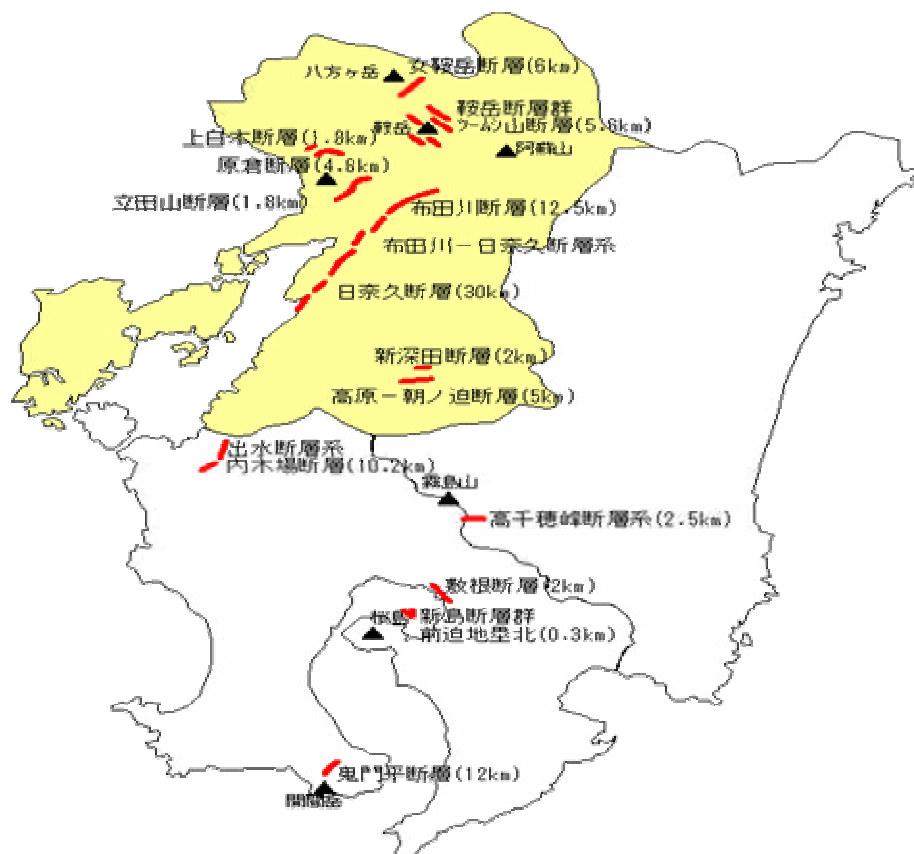 八方ヶ岳
女鞍岳断層(6km)
鞍岳断層群
鞍岳
ツームシ山断層(5.6km)
上白木断層(1.8km)
阿蘇山
原倉断層(4.8km)
立田山断層(1.8km)
布田川断層(12.5km)
布田川－日奈久断層系
日奈久断層(30km)
新深田断層(2km)
高原－朝ノ迫断層(5km)
出水断層系
内木場断層(10.2km)
霧島山
高千穂峰断層系(2.5km)
敷根断層(2km)
桜島
新島断層群
前迫地塁北(0.3km)
鬼門平断層(12km)
開聞岳